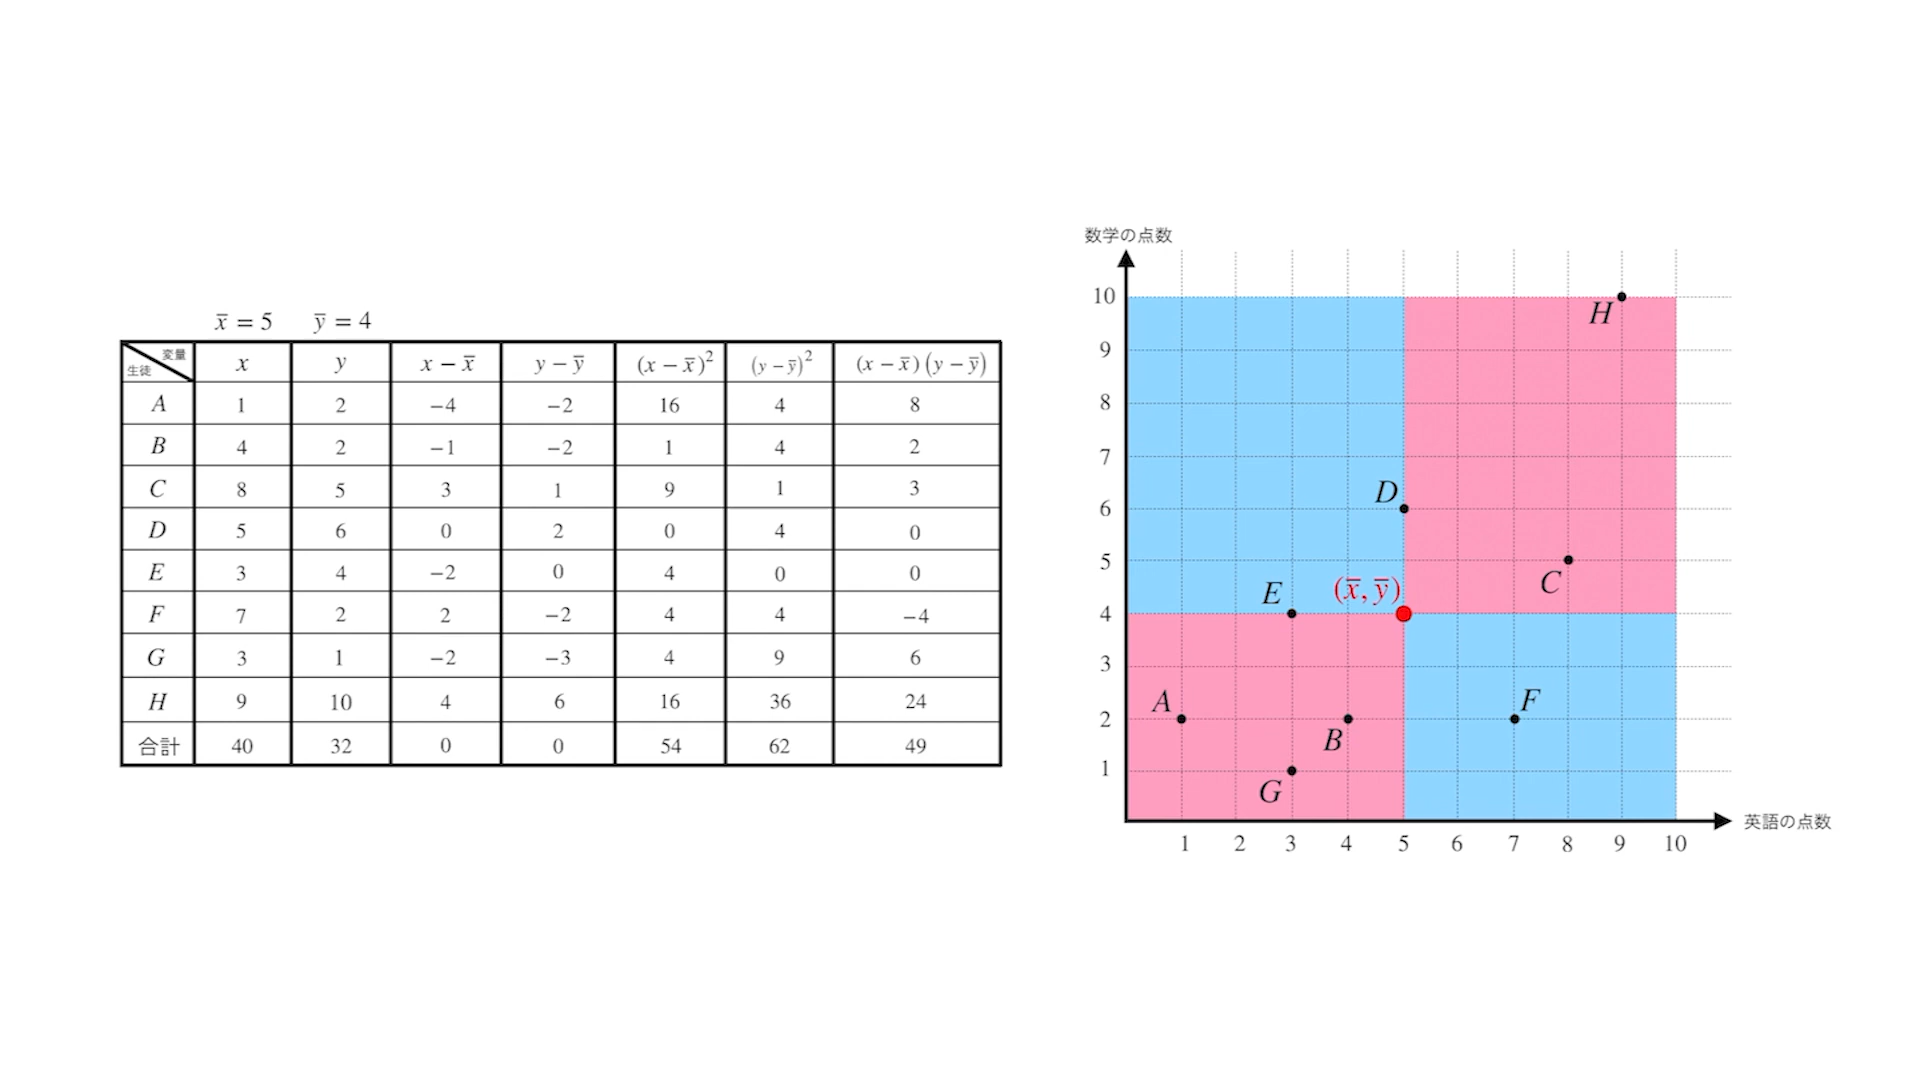 x̅ = 5 y̅ = 4
変量 生徒 x y x − x̅ y − y̅ (x − x̅)² (y − y̅)² (x − x̅)(y − y̅)
A 1 2 −4 −2 16 4 8
B 4 2 −1 −2 1 4 2
C 8 5 3 1 9 1 3
D 5 6 0 2 0 4 0
E 3 4 −2 0 4 0 0
F 7 2 2 −2 4 4 −4
G 3 1 −2 −3 4 9 6
H 9 10 4 6 16 36 24
合計 40 32 0 0 54 62 49
数学の点数
10
H
9
8
7
D
6
5
C
E (x̅, y̅)
4
3
A F
2
B
1
G
英語の点数
1 2 3 4 5 6 7 8 9 10